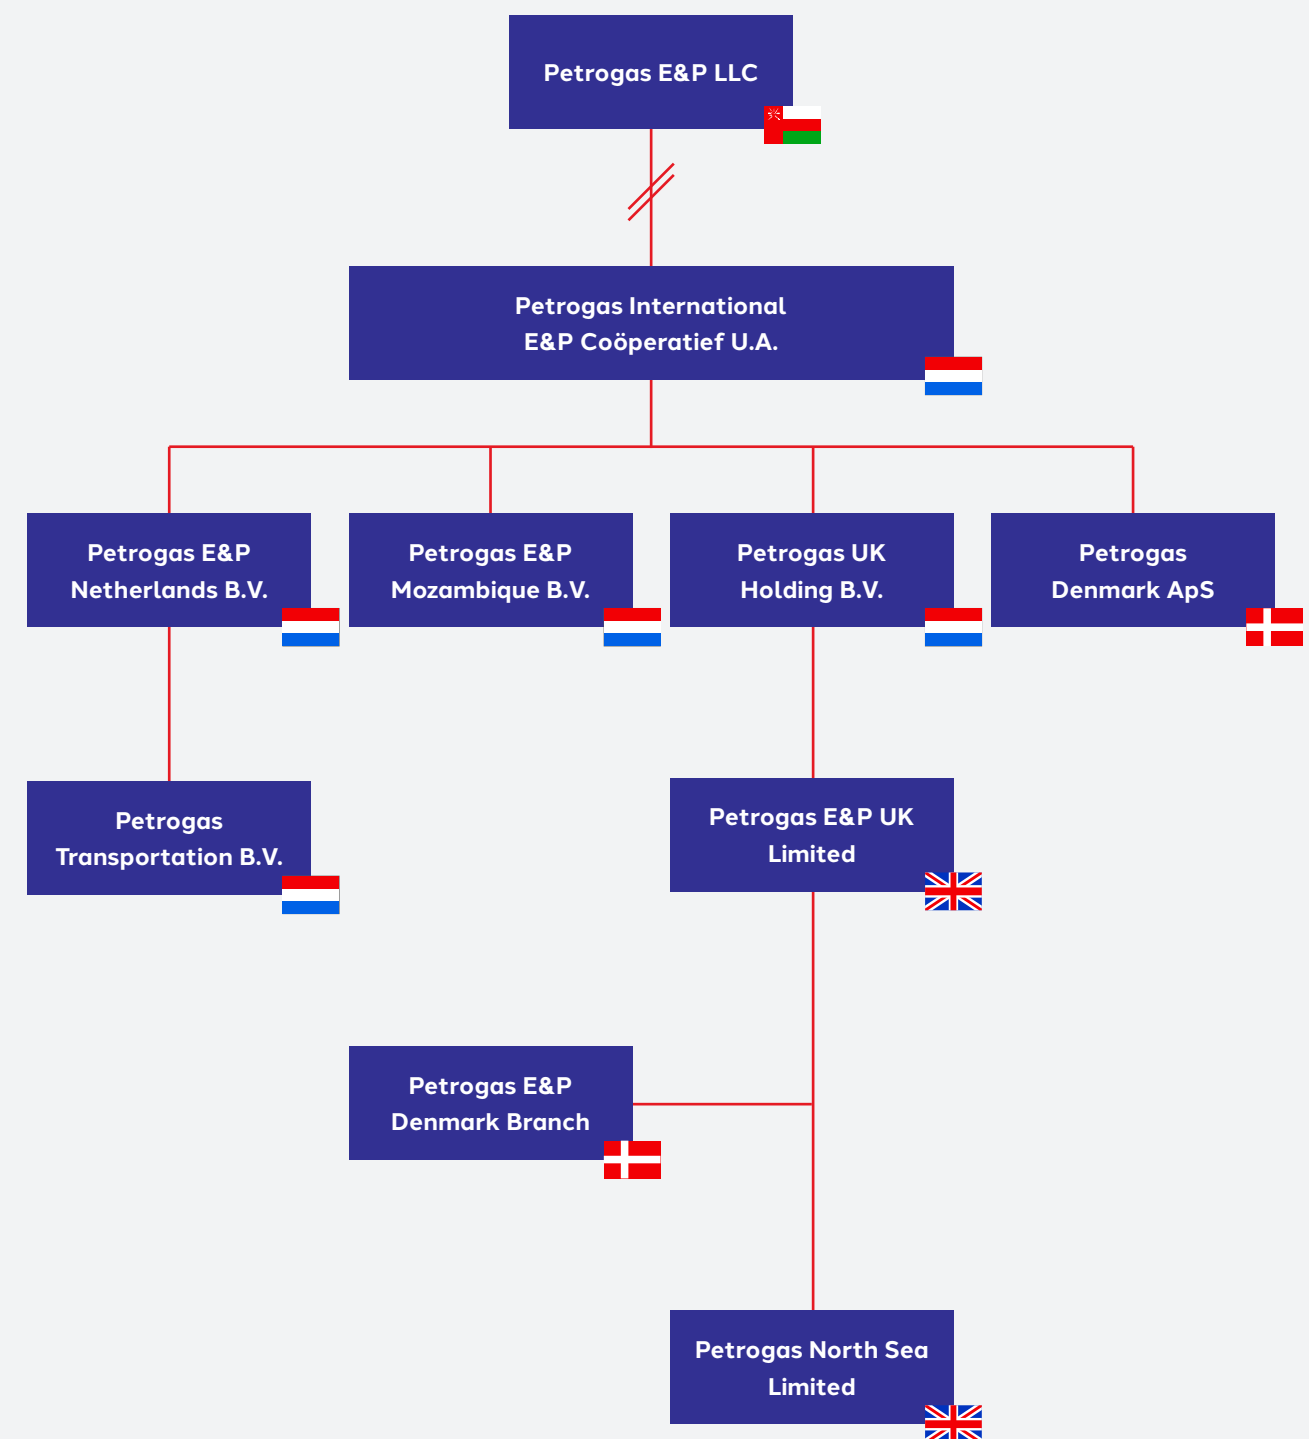 Petrogas E&P LLC
Petrogas International
E&P Coöperatief U.A.
Petrogas E&P
Netherlands B.V.
Petrogas E&P
Mozambique B.V.
Petrogas UK
Holding B.V.
Petrogas
Denmark ApS
Petrogas
Transportation B.V.
Petrogas E&P UK
Limited
Petrogas E&P
Denmark Branch
Petrogas North Sea
Limited